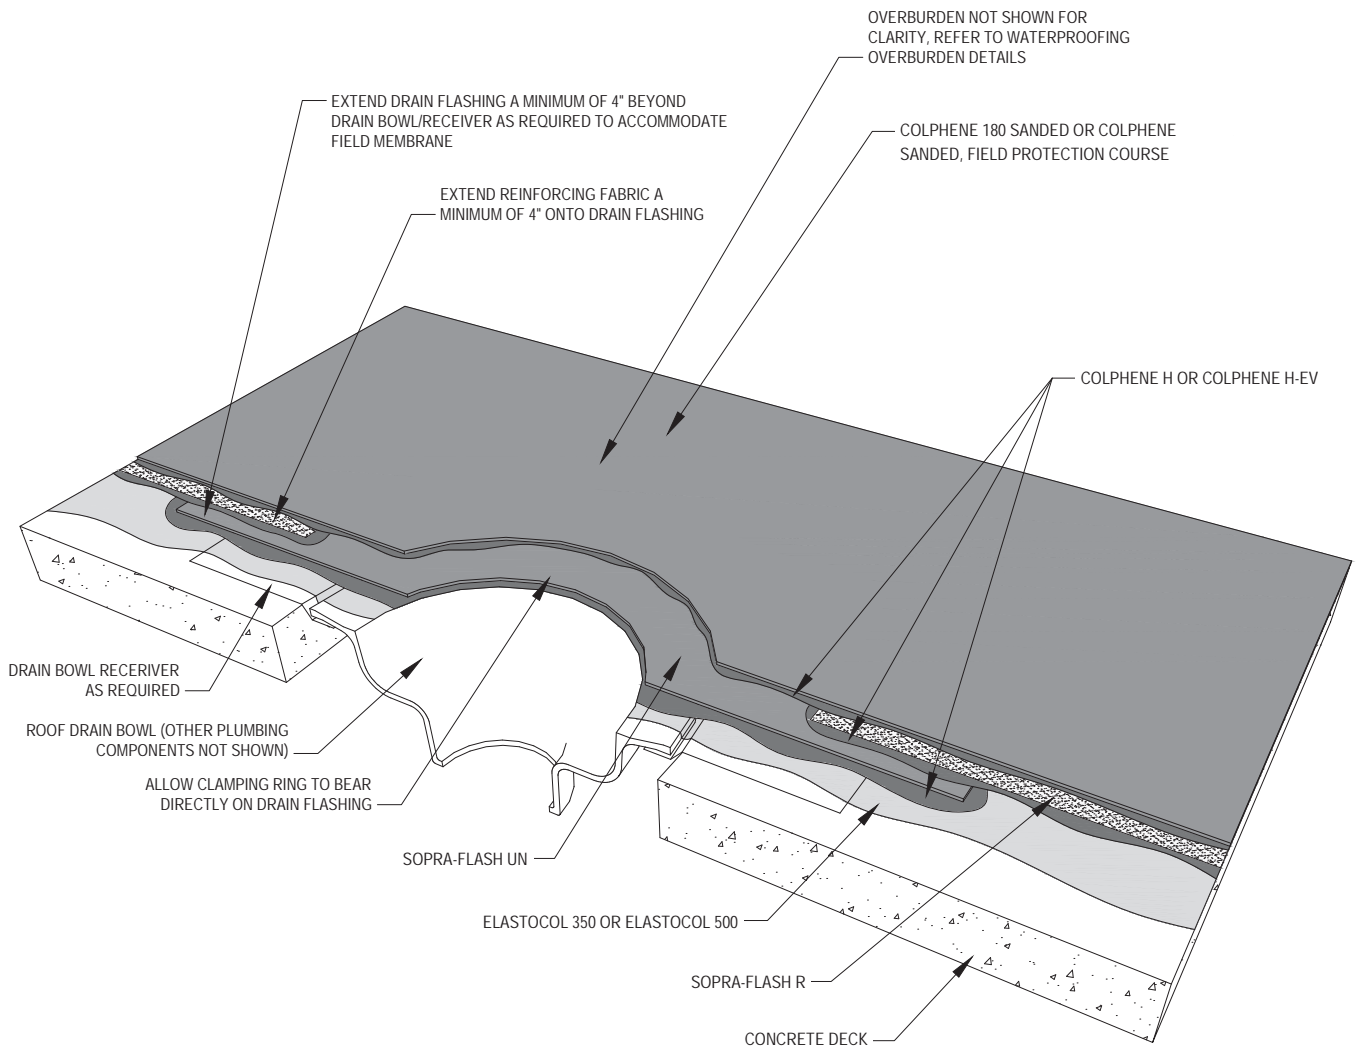 OVERBURDEN NOT SHOWN FOR
CLARITY, REFER TO WATERPROOFING
OVERBURDEN DETAILS
EXTEND DRAIN FLASHING A MINIMUM OF 4" BEYOND
DRAIN BOWL/RECEIVER AS REQUIRED TO ACCOMMODATE
FIELD MEMBRANE
COLPHENE 180 SANDED OR COLPHENE
SANDED, FIELD PROTECTION COURSE
EXTEND REINFORCING FABRIC A
MINIMUM OF 4" ONTO DRAIN FLASHING
COLPHENE H OR COLPHENE H-EV
DRAIN BOWL RECERIVER
AS REQUIRED
ROOF DRAIN BOWL (OTHER PLUMBING
COMPONENTS NOT SHOWN)
ALLOW CLAMPING RING TO BEAR
DIRECTLY ON DRAIN FLASHING
SOPRA-FLASH UN
ELASTOCOL 350 OR ELASTOCOL 500
SOPRA-FLASH R
CONCRETE DECK